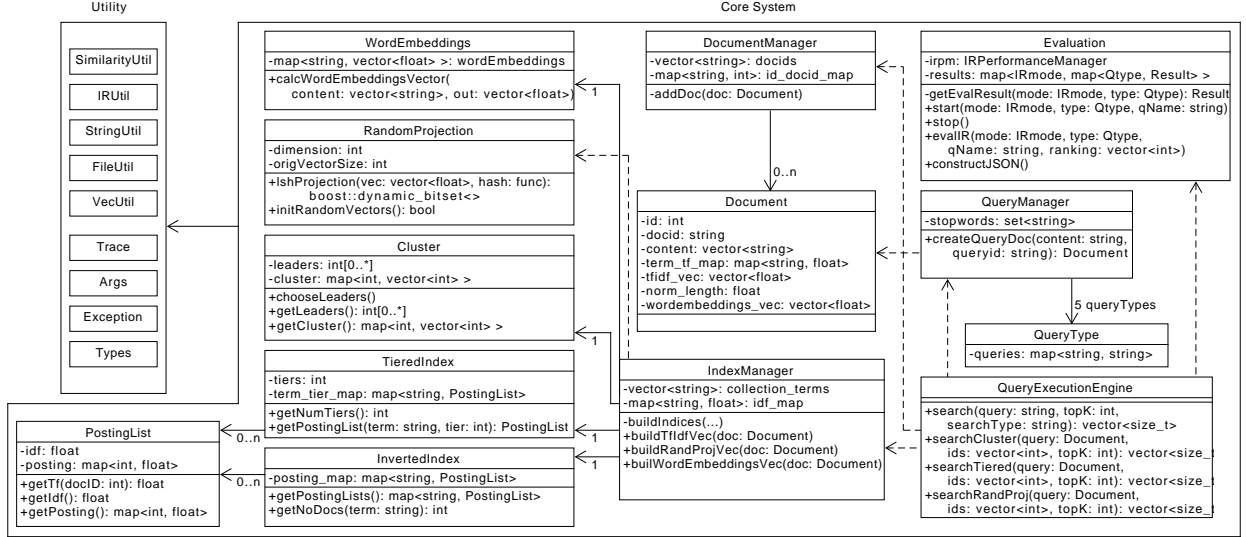 Utility
Core System
SimilarityUtil
IRUtil
StringUtil
FileUtil
VecUtil
Trace
Args
Exception
Types
WordEmbeddings
-map<string, vector<float> >: wordEmbeddings
+calcWordEmbeddingsVector(
content: vector<string>, out: vector<float>)
1
RandomProjection
-dimension: int
-origVectorSize: int
+lshProjection(vec: vector<float>, hash: func):
boost::dynamic_bitset<>
+initRandomVectors(): bool
Cluster
-leaders: int[0..*]
-cluster: map<int, vector<int> >
+chooseLeaders()
+getLeaders(): int[0..*]
+getCluster(): map<int, vector<int> >
1
TieredIndex
-tiers: int
-term_tier_map: map<string, PostingList>
+getNumTiers(): int
+getPostingList(term: string, tier: int): PostingList
0..n
1
InvertedIndex
-posting_map: map<string, PostingList>
+getPostingLists(): map<string, PostingList>
+getNoDocs(term: string): int
0..n
1
PostingList
-idf: float
-posting: map<int, float>
+getTf(docID: int): float
+getIdf(): float
+getPosting(): map<int, float>
DocumentManager
-vector<string>: docids
-map<string, int>: id_docid_map
-addDoc(doc: Document)
0..n
Document
-id: int
-docid: string
-content: vector<string>
-term_tf_map: map<string, float>
-tfidf_vec: vector<float>
-norm_length: float
-wordembeddings_vec: vector<float>
IndexManager
-vector<string>: collection_terms
-map<string, float>: idf_map
-buildIndices(...)
+buildTfIdfVec(doc: Document)
+buildRandProjVec(doc: Document)
+builWordEmbeddingsVec(doc: Document)
Evaluation
-irpm: IRPerformanceManager
-results: map<IRmode, map<Qtype, Result> >
-getEvalResult(mode: IRmode, type: Qtype): Result
+start(mode: IRmode, type: Qtype, qName: string)
+stop()
+evalIR(mode: IRmode, type: Qtype,
qName: string, ranking: vector<int>)
+constructJSON()
QueryManager
-stopwords: set<string>
+createQueryDoc(content: string,
queryid: string): Document
5 queryTypes
QueryType
-queries: map<string, string>
QueryExecutionEngine
+search(query: string, topK: int,
searchType: string): vector<size_t>
+searchCluster(query: Document,
ids: vector<int>, topK: int): vector<size_t
+searchTiered(query: Document,
ids: vector<int>, topK: int): vector<size_t
+searchRandProj(query: Document,
ids: vector<int>, topK: int): vector<size_t